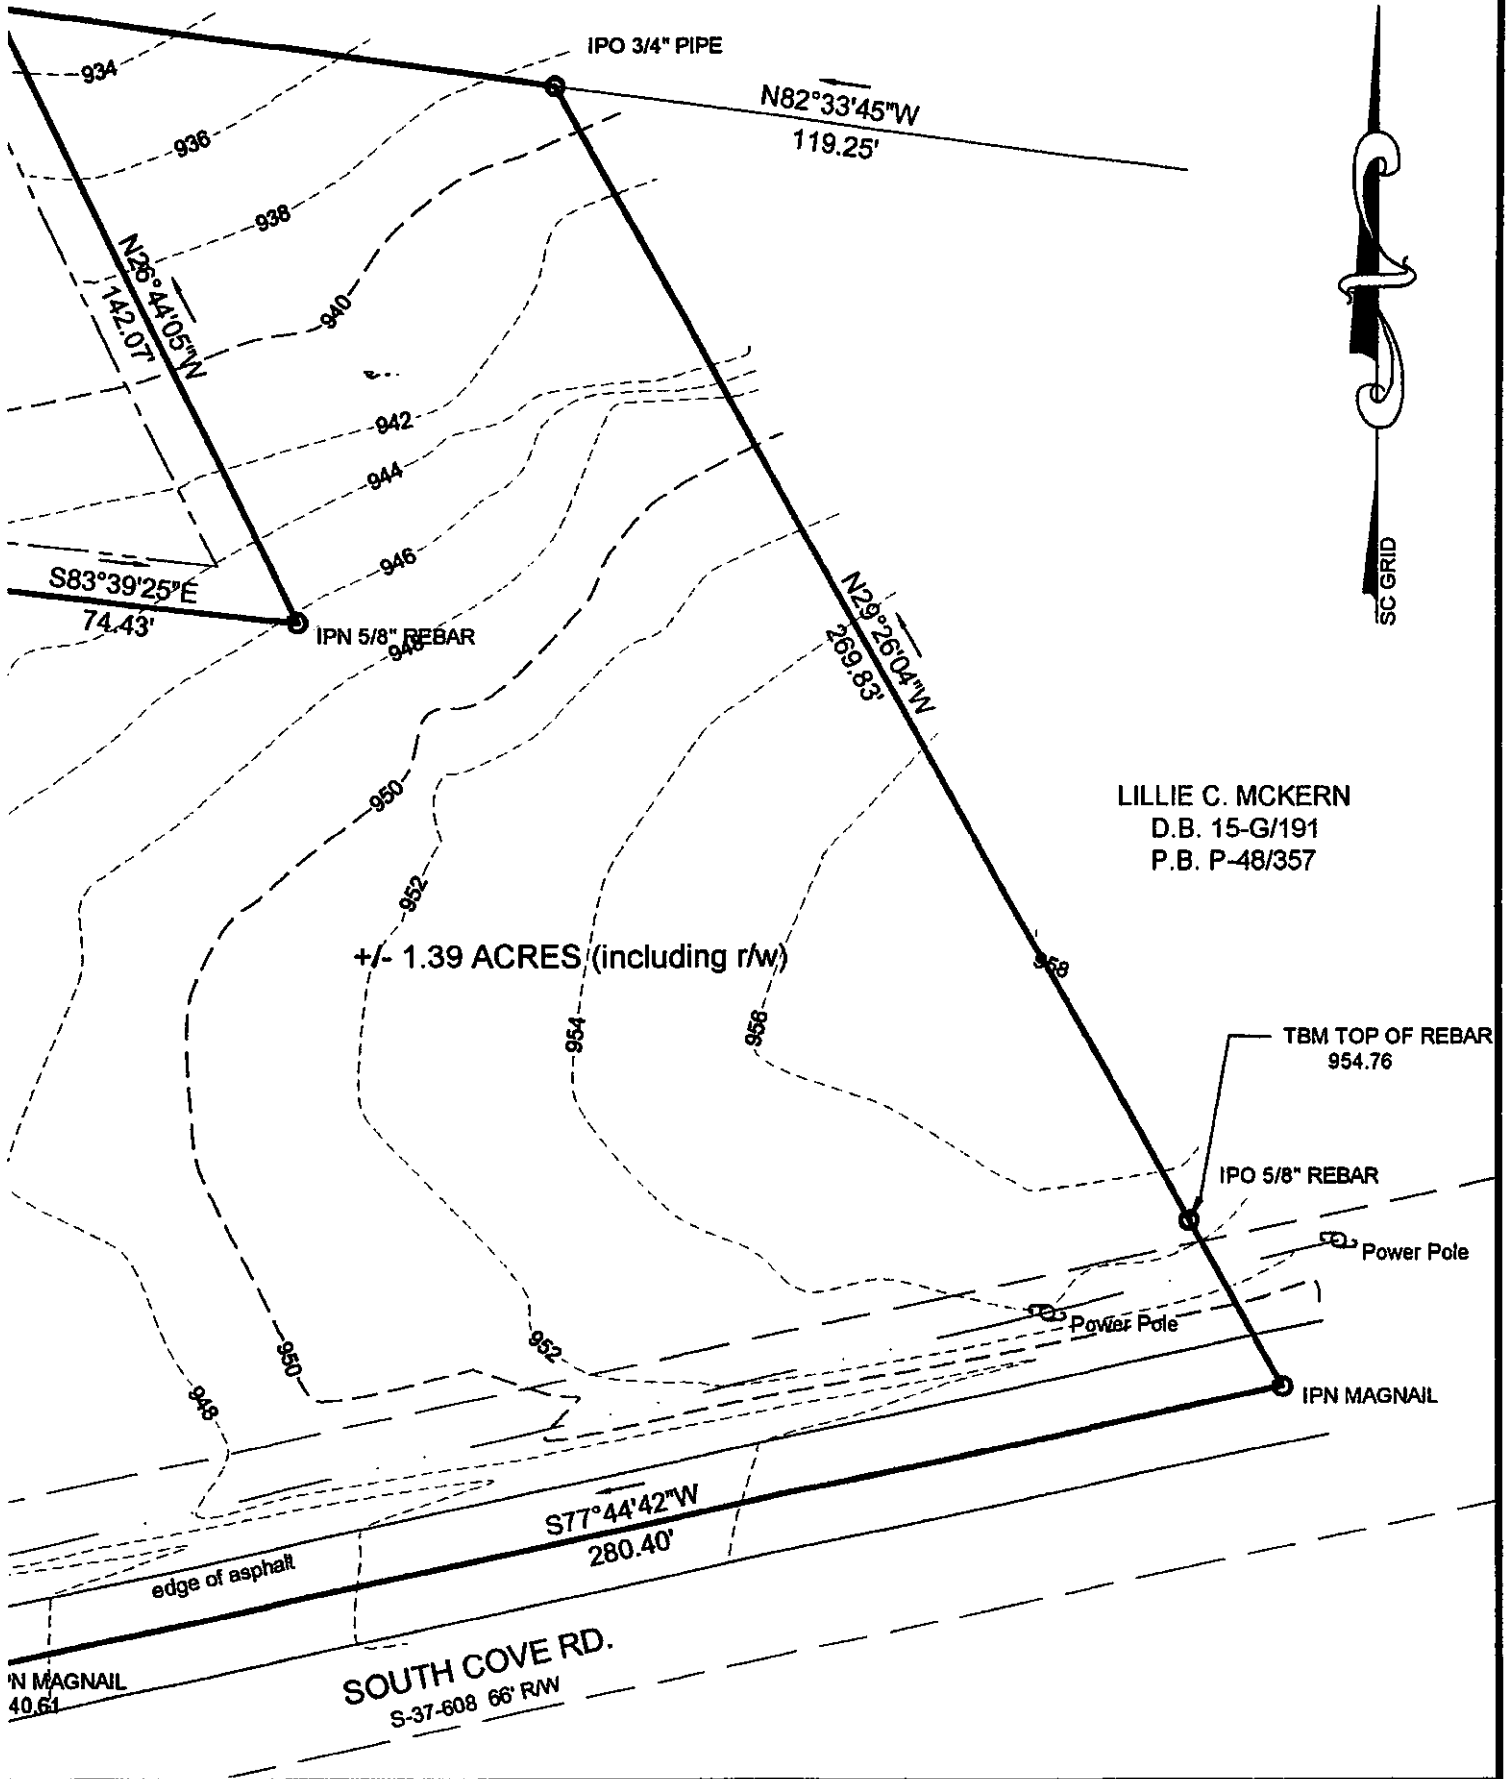 IPO 3/4" PIPE
934
N82°33'45"W
119.25'
936
938
N26°44'05"W
142.07'
940
942
944
SC GRID
946
S83°39'25"E
74.43'
IPN 5/8" REBAR
948
N29°26'04"W
269.83'
950
LILLIE C. MCKERN
D.B. 15-G/191
P.B. P-48/357
952
+/- 1.39 ACRES (including r/w)
958
954
956
TBM TOP OF REBAR
954.76
IPO 5/8" REBAR
Power Pole
Power Pole
952
950
948
IPN MAGNAIL
S77°44'42"W
280.40'
edge of asphalt
SOUTH COVE RD.
S-37-608 66' R/W
PN MAGNAIL
40.61